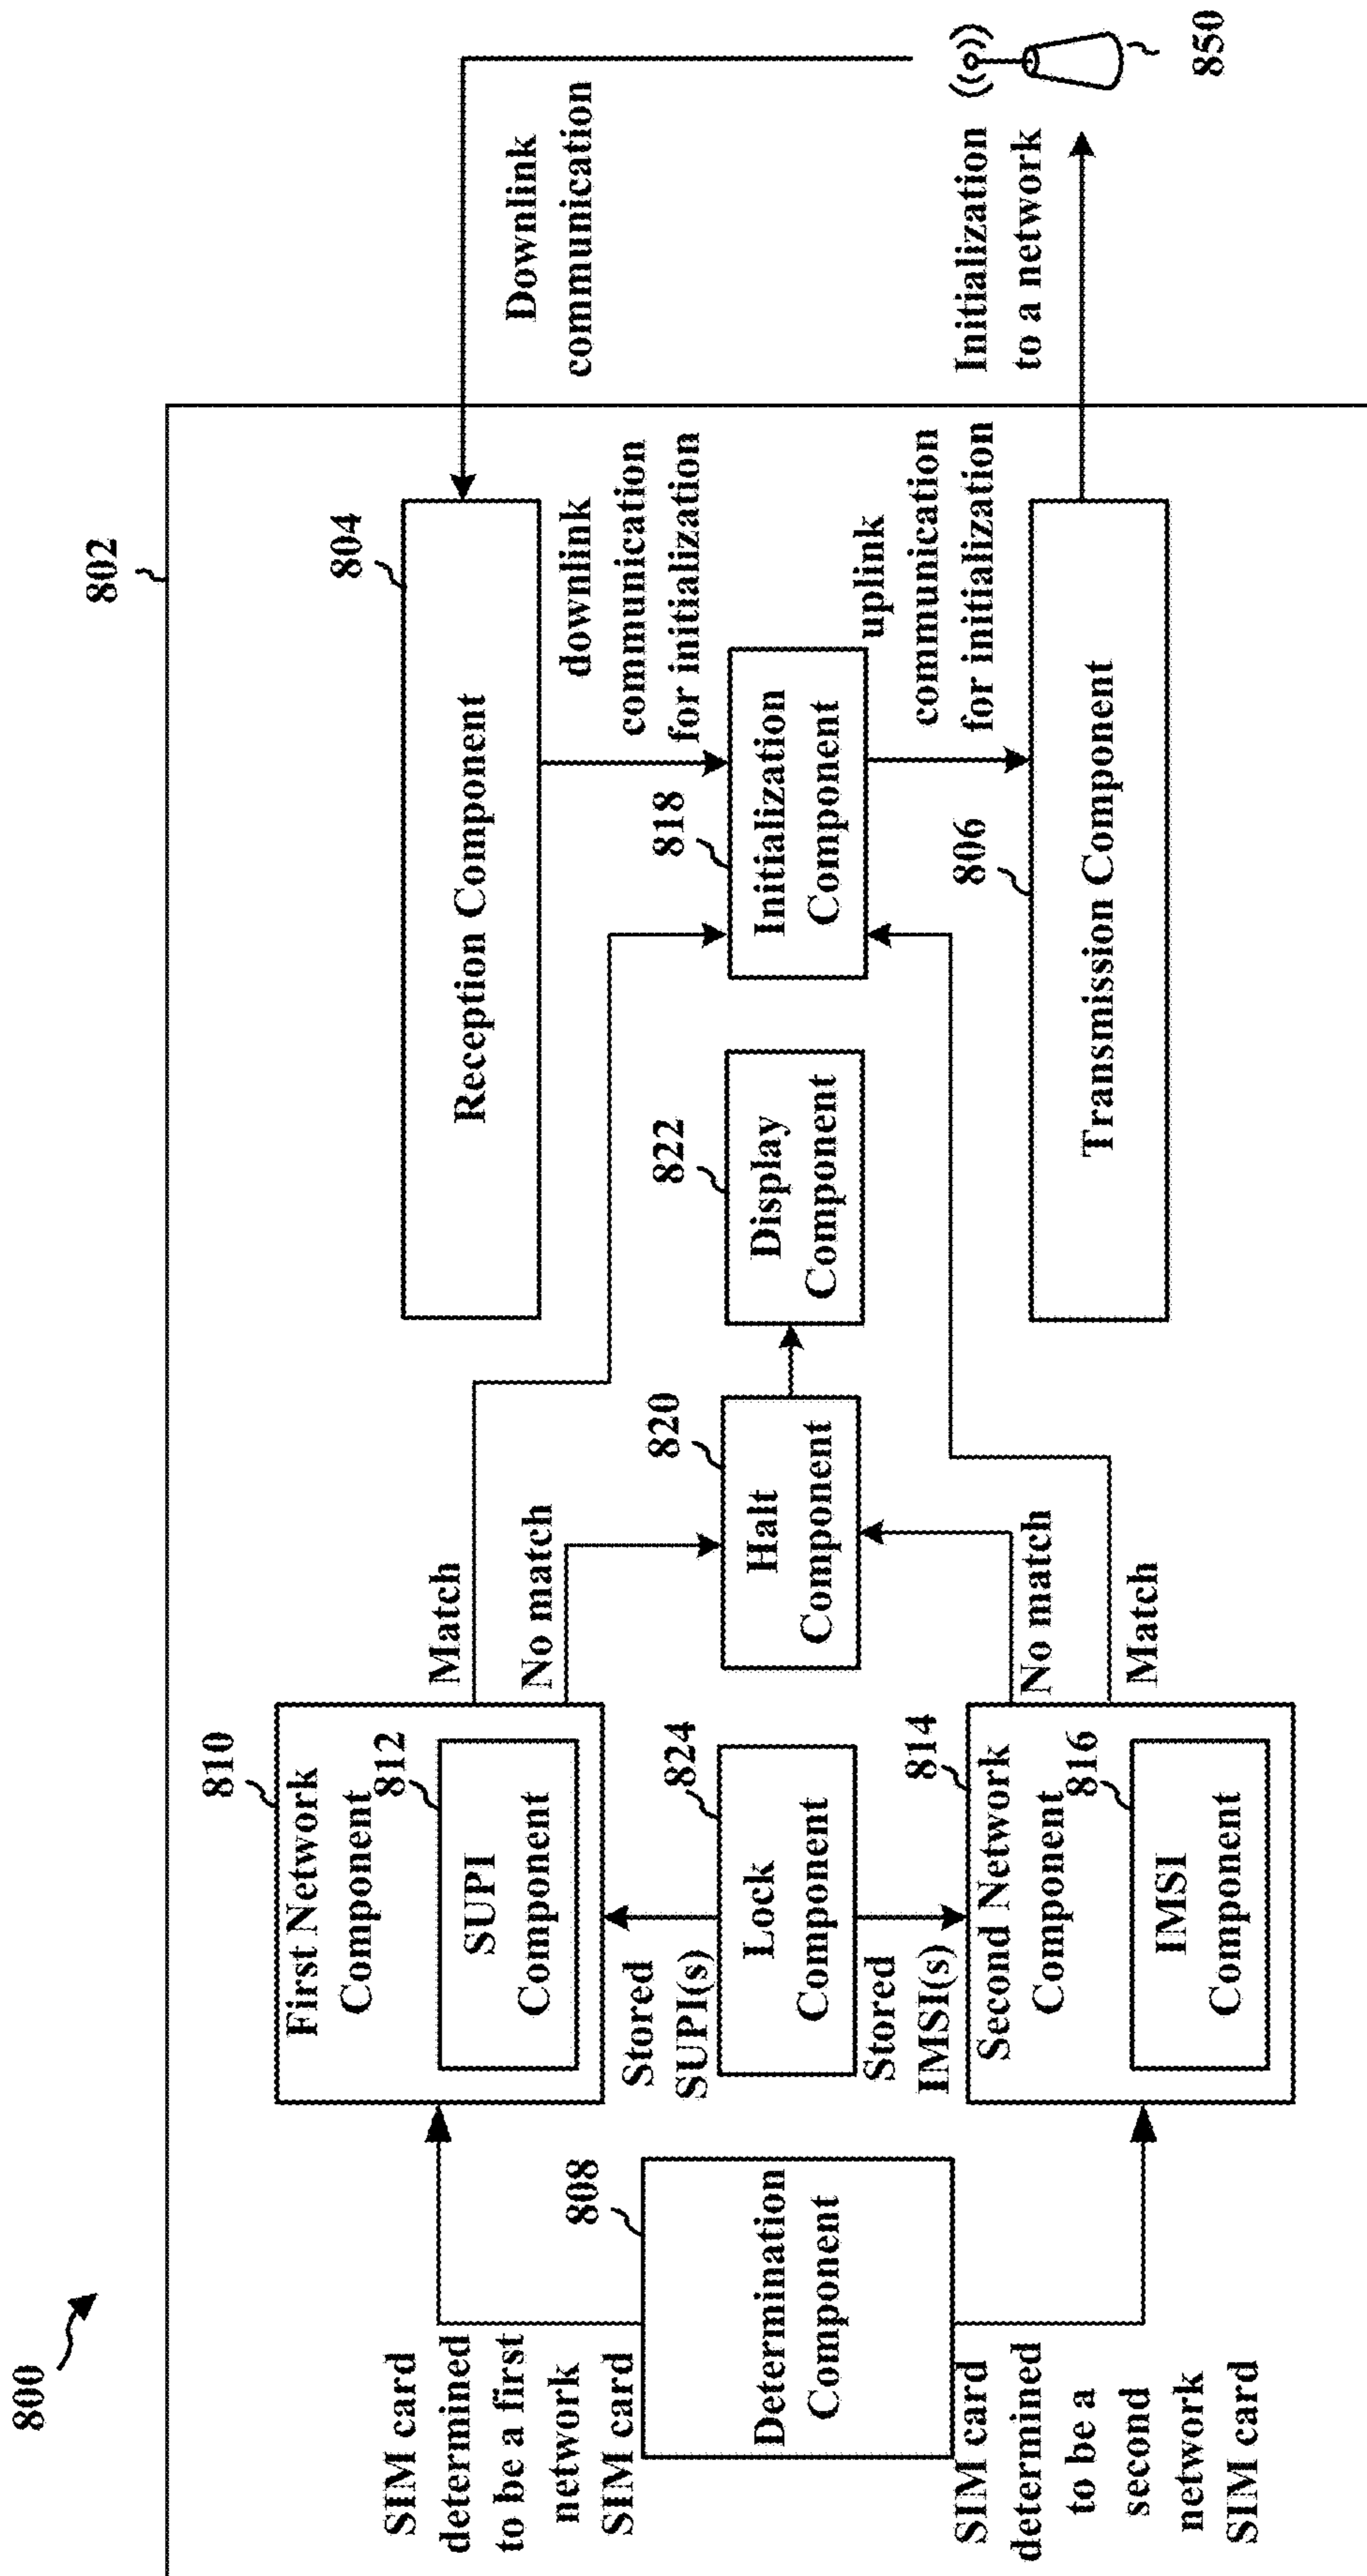 800
802
SIM card
determined
to be a first
network
SIM card
808
Determination
Component
SIM card
determined
to be a
second
network
SIM card
810
First Network
Component
812
SUPI
Component
Stored
SUPI(s)
824
Lock
Component
Stored
IMSI(s)
814
Second Network
Component
816
IMSI
Component
Match
No match
820
Halt
Component
No match
Match
822
Display
Component
804
Reception Component
downlink
communication
for initialization
818
Initialization
Component
uplink
communication
for initialization
806
Transmission Component
Downlink
communication
Initialization
to a network
850